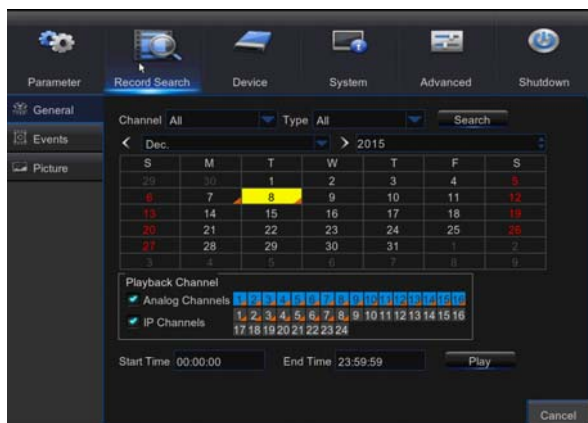 Parameter Record Search Device System Advanced Shutdown
General
Events
Picture
Channel All Type All Search
< Dec. > 2015
S M T W T F S
29 30 1 2 3 4 5
6 7 8 9 10 11 12
13 14 15 16 17 18 19
20 21 22 23 24 25 26
27 28 29 30 31 1 2
3 4 5 6 7 8 9
Playback Channel
Analog Channels 1 2 3 4 5 6 7 8 9 10 11 12 13 14 15 16
IP Channels 1 2 3 4 5 6 7 8 9 10 11 12 13 14 15 16
17 18 19 20 21 22 23 24
Start Time 00:00:00 End Time 23:59:59 Play
Cancel